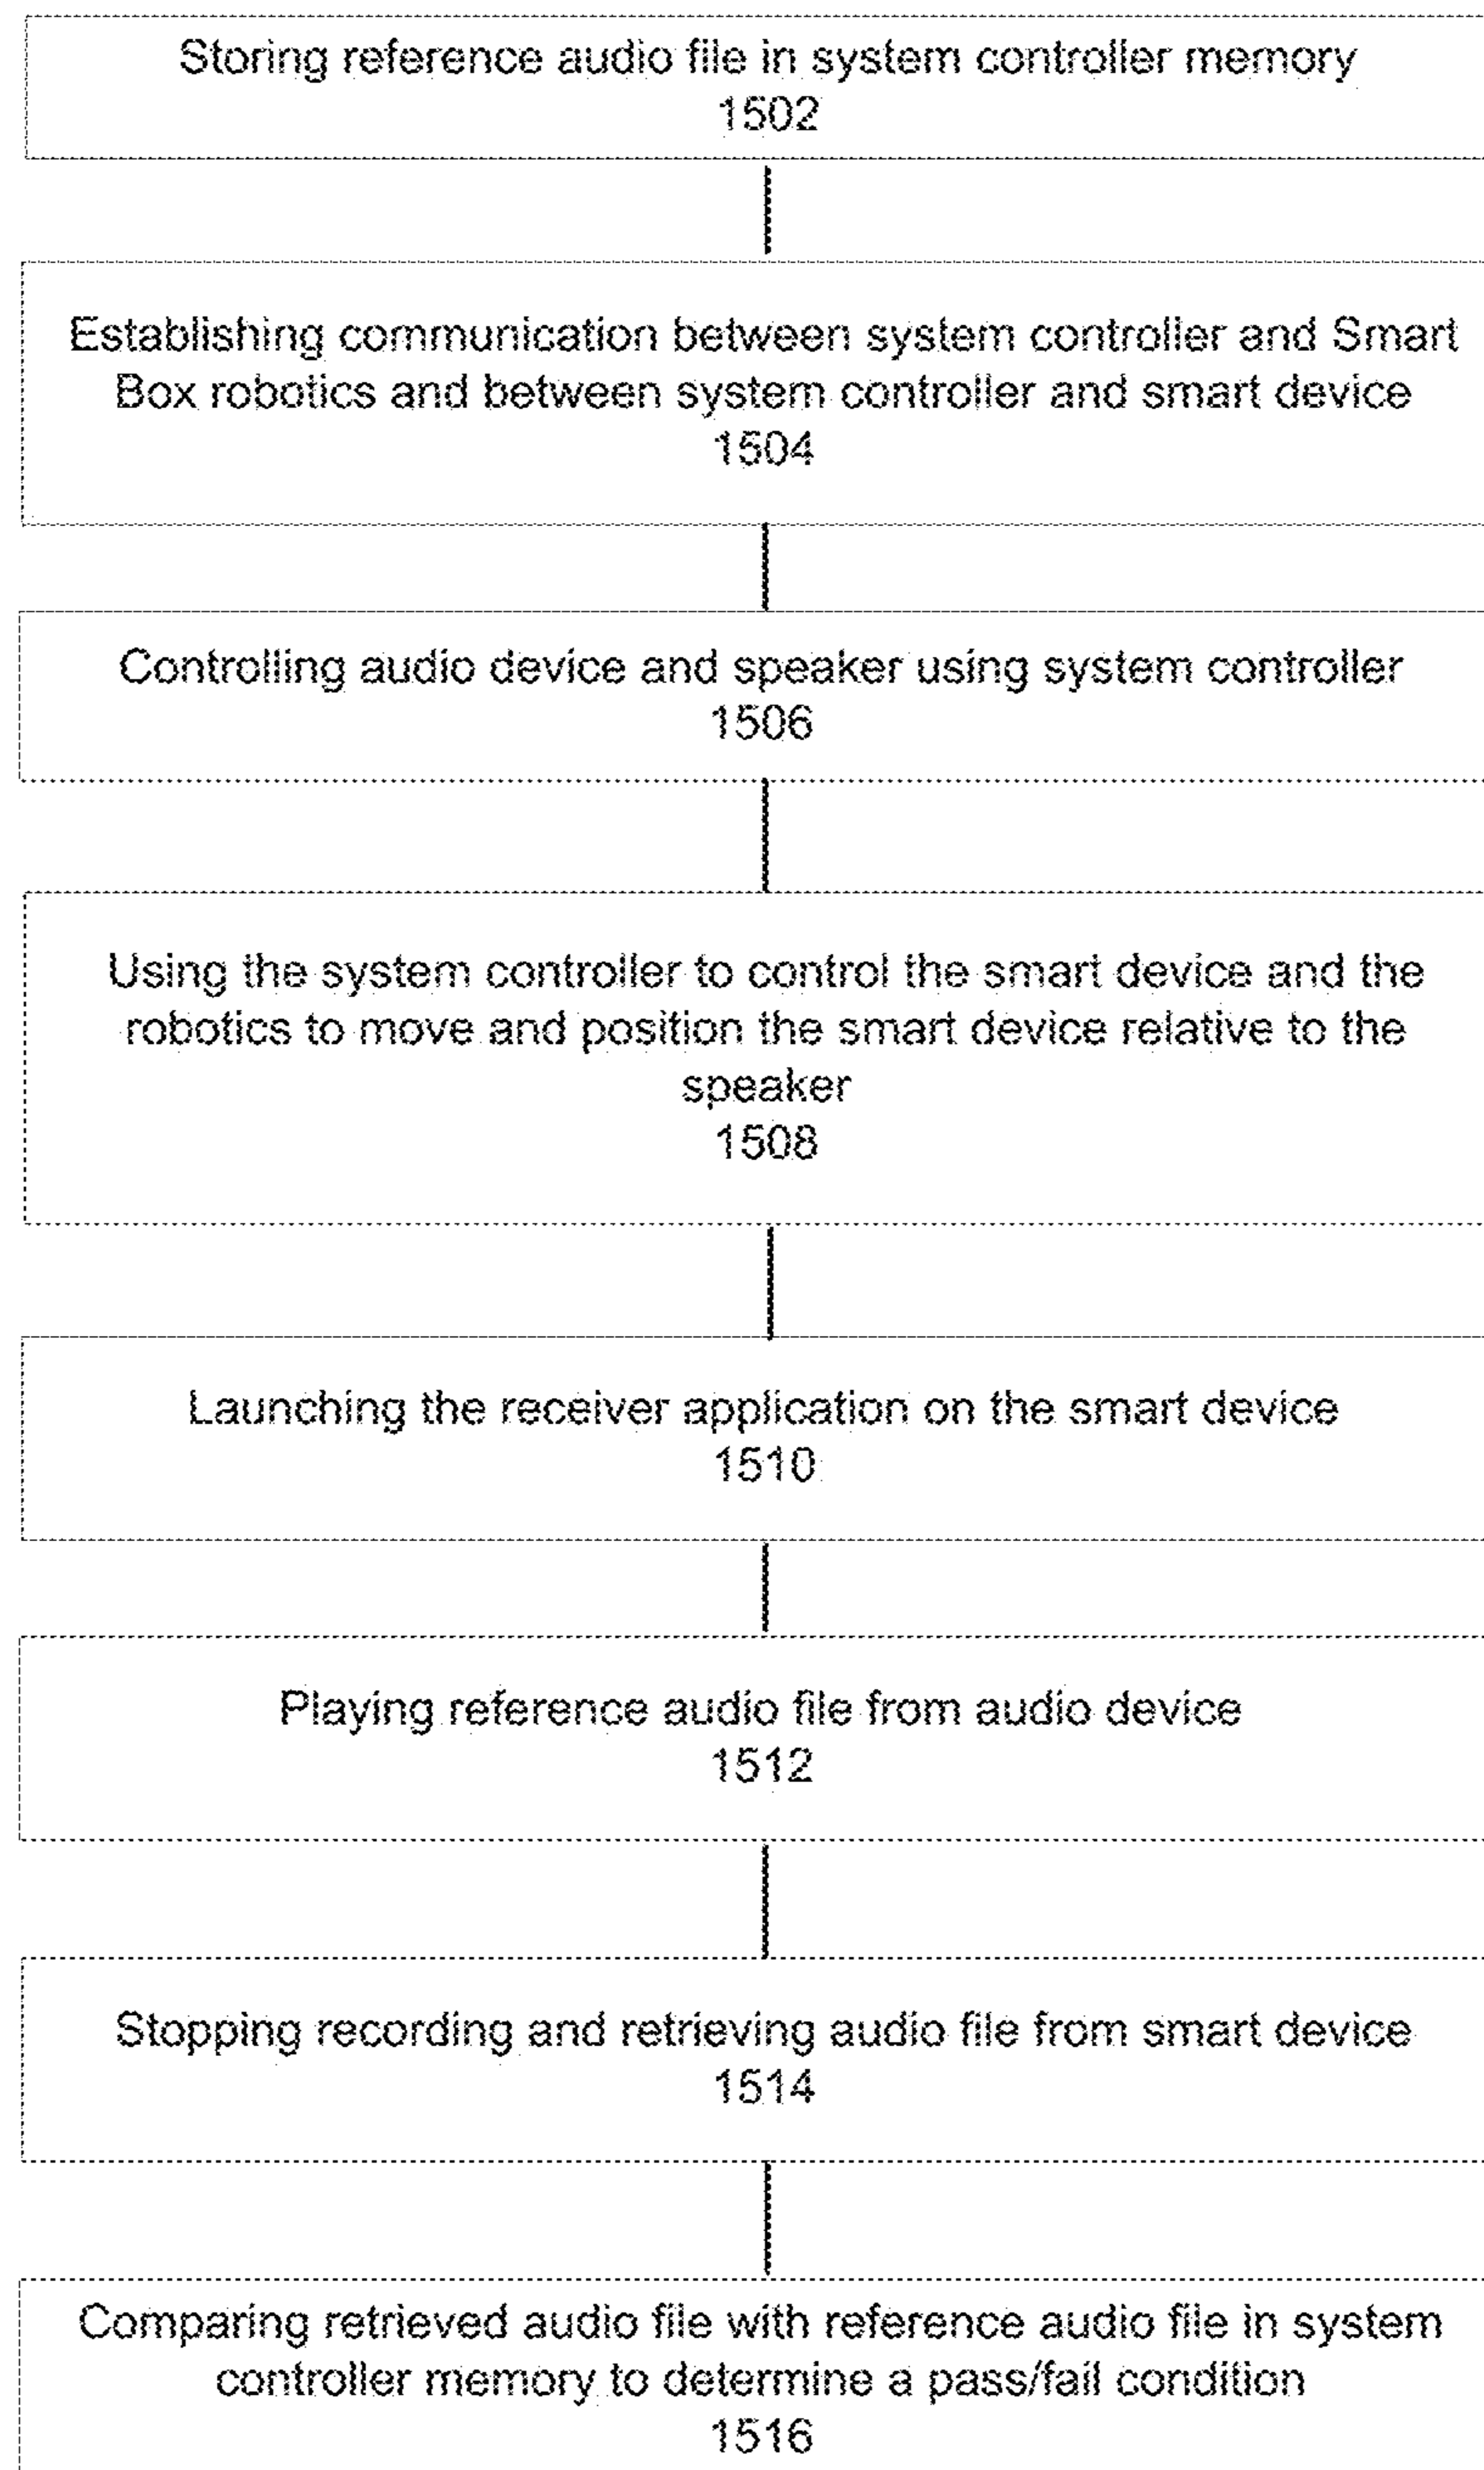 Storing reference audio file in system controller memory
1502
Establishing communication between system controller and Smart
Box robotics and between system controller and smart device
1504
Controlling audio device and speaker using system controller
1506
Using the system controller to control the smart device and the
robotics to move and position the smart device relative to the
speaker
1508
Launching the receiver application on the smart device
1510
Playing reference audio file from audio device
1512
Stopping recording and retrieving audio file from smart device
1514
Comparing retrieved audio file with reference audio file in system
controller memory to determine a pass/fail condition
1516